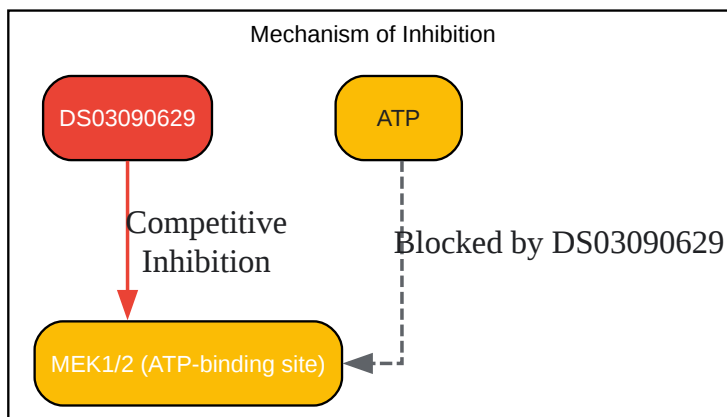 Mechanism of Inhibition
DS03090629
ATP
Competitive
Inhibition
Blocked by DS03090629
MEK1/2 (ATP-binding site)